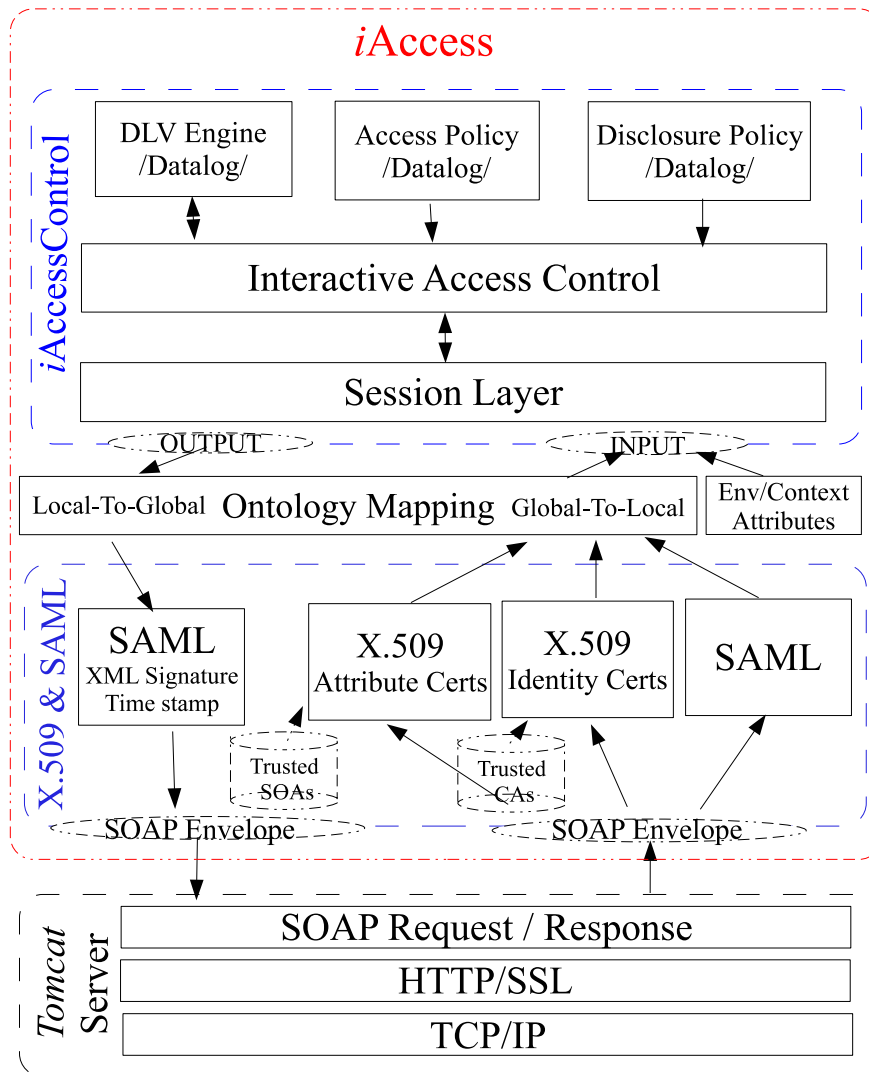 iAccess
iAccessControl
DLV Engine
/Datalog/
Access Policy
/Datalog/
Disclosure Policy
/Datalog/
Interactive Access Control
Session Layer
OUTPUT
INPUT
Local-To-Global
Ontology Mapping
Global-To-Local
Env/Context
Attributes
X.509 & SAML
SAML
XML Signature
Time stamp
X.509
Attribute Certs
X.509
Identity Certs
SAML
Trusted
SOAs
Trusted
CAs
SOAP Envelope
SOAP Envelope
Tomcat
Server
SOAP Request / Response
HTTP/SSL
TCP/IP